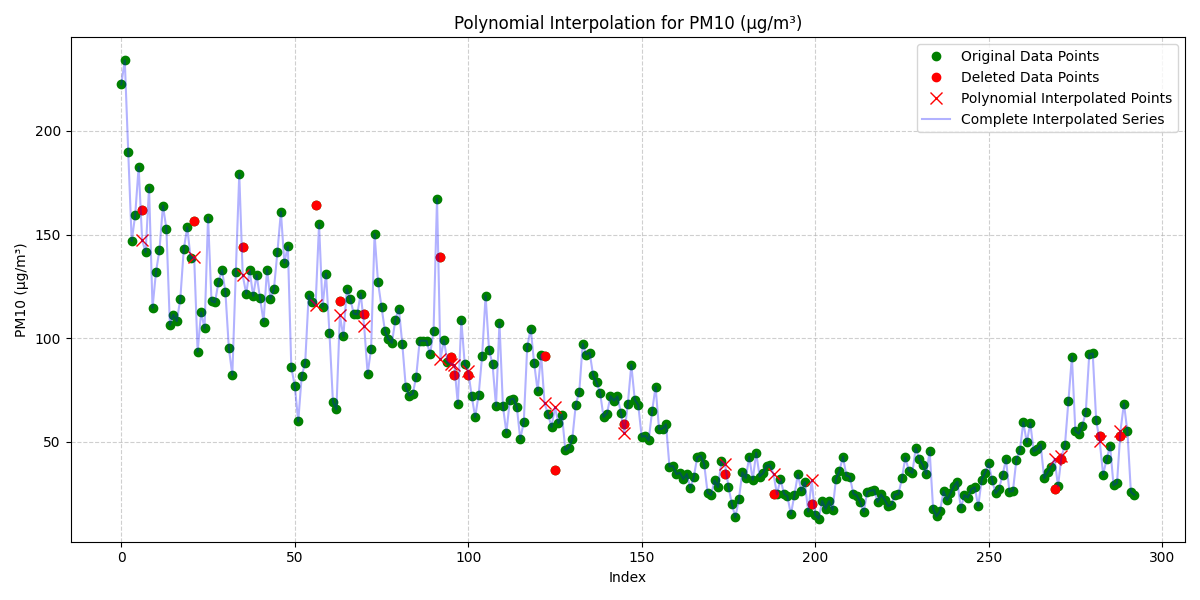 Polynomial Interpolation for PM10 (µg/m³)
Original Data Points
Deleted Data Points
Polynomial Interpolated Points
Complete Interpolated Series
PM10 (µg/m³)
200
150
100
50
0 50 100 150 200 250 300
Index